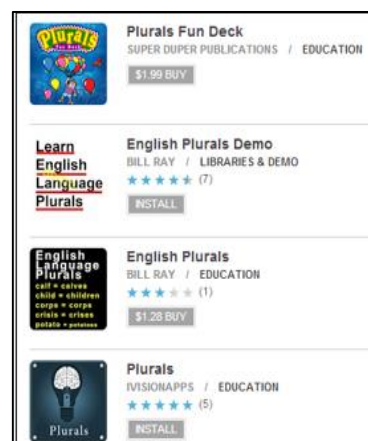 Plurals
Fun Deck
Plurals Fun Deck
SUPER DUPER PUBLICATIONS / EDUCATION
$1.99 BUY
Learn
English
Language
Plurals
English Plurals Demo
BILL RAY / LIBRARIES & DEMO
(7)
INSTALL
English
Language
Plurals
calf = calves
child = children
corps = corps
crisis = crises
potato = potatoes
English Plurals
BILL RAY / EDUCATION
(1)
$1.28 BUY
Plurals
Plurals
IVISIONAPPS / EDUCATION
(5)
INSTALL